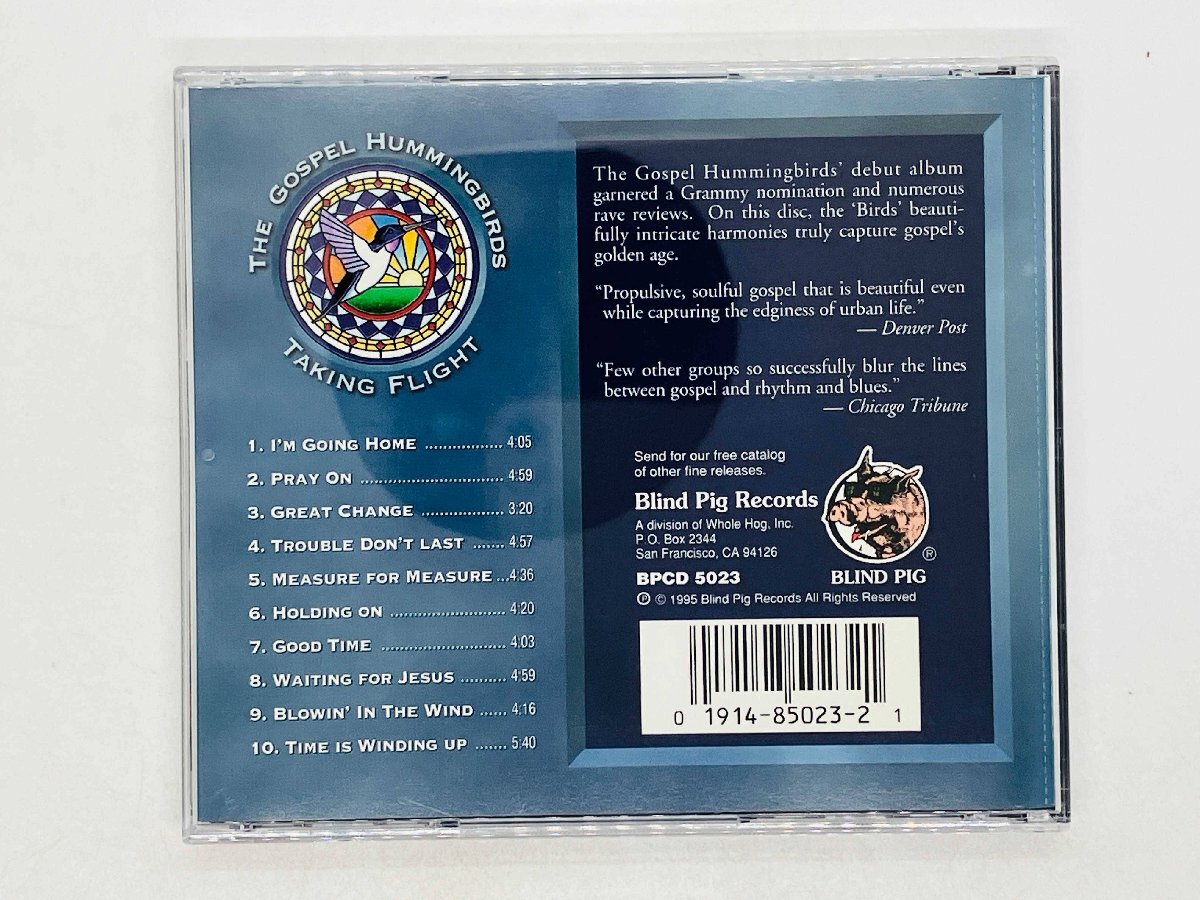 THE GOSPEL HUMMINGBIRDS
TAKING FLIGHT
1. I'M GOING HOME ................. 4:05
2. PRAY ON .............................. 4:59
3. GREAT CHANGE ................. 3:20
4. TROUBLE DON'T LAST ....... 4:57
5. MEASURE FOR MEASURE ...4:36
6. HOLDING ON ........................ 4:20
7. GOOD TIME .......................... 4:03
8. WAITING FOR JESUS .......... 4:59
9. BLOWIN' IN THE WIND ...... 4:16
10. TIME IS WINDING UP ....... 5:40
The Gospel Hummingbirds' debut album
garnered a Grammy nomination and numerous
rave reviews. On this disc, the 'Birds' beauti-
fully intricate harmonies truly capture gospel's
golden age.
“Propulsive, soulful gospel that is beautiful even
while capturing the edginess of urban life.”
— Denver Post
“Few other groups so successfully blur the lines
between gospel and rhythm and blues.”
— Chicago Tribune
Send for our free catalog
of other fine releases.
Blind Pig Records
A division of Whole Hog, Inc.
P.O. Box 2344
San Francisco, CA 94126
BPCD 5023
BLIND PIG ®
℗ © 1995 Blind Pig Records All Rights Reserved
0 1914-85023-2 1